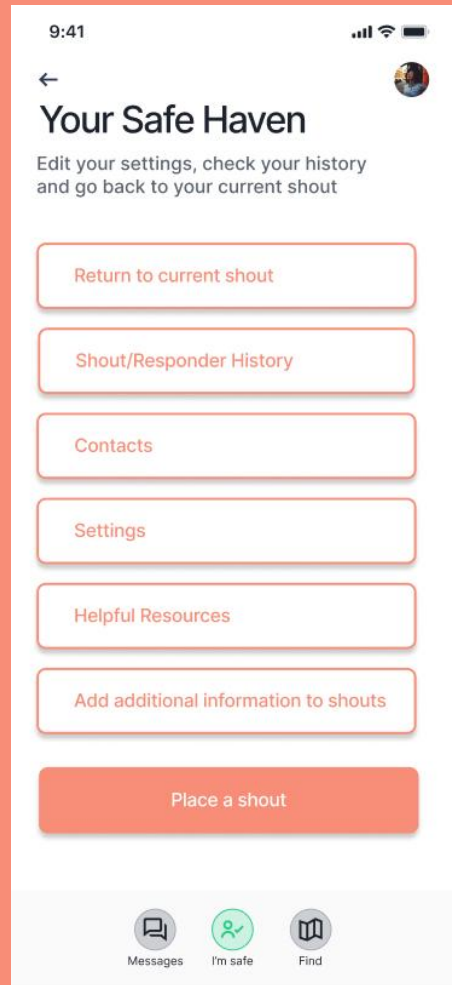 9:41
Your Safe Haven
Edit your settings, check your history
and go back to your current shout
Return to current shout
Shout/Responder History
Contacts
Settings
Helpful Resources
Add additional information to shouts
Place a shout
Messages
I'm safe
Find